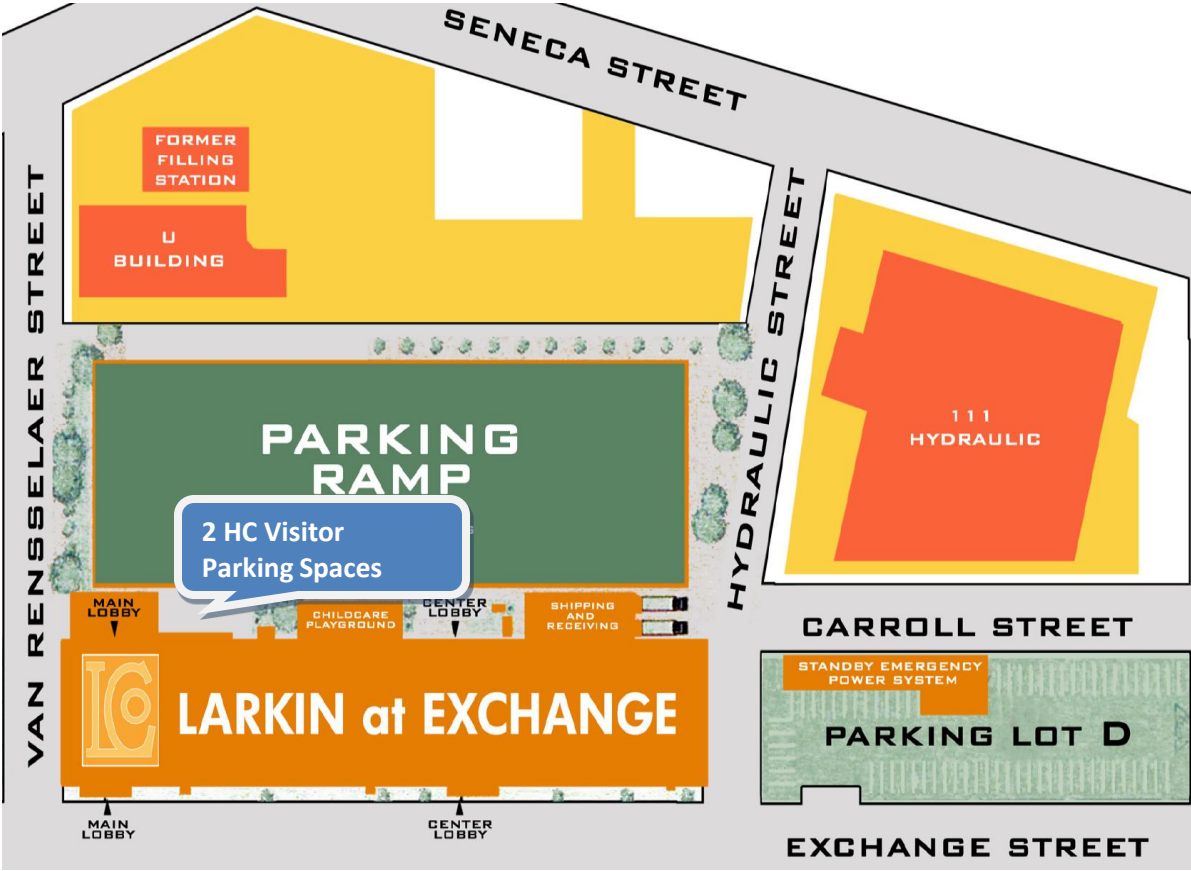 SENECA STREET
FORMER
FILLING
STATION
U
BUILDING
VAN RENSSELAER STREET
HYDRAULIC STREET
111
HYDRAULIC
PARKING
RAMP
2 HC Visitor
Parking Spaces
MAIN
LOBBY
CHILDCARE
PLAYGROUND
CENTER
LOBBY
SHIPPING
AND
RECEIVING
CARROLL STREET
STANDBY EMERGENCY
POWER SYSTEM
LCo
LARKIN at EXCHANGE
PARKING LOT D
MAIN
LOBBY
CENTER
LOBBY
EXCHANGE STREET